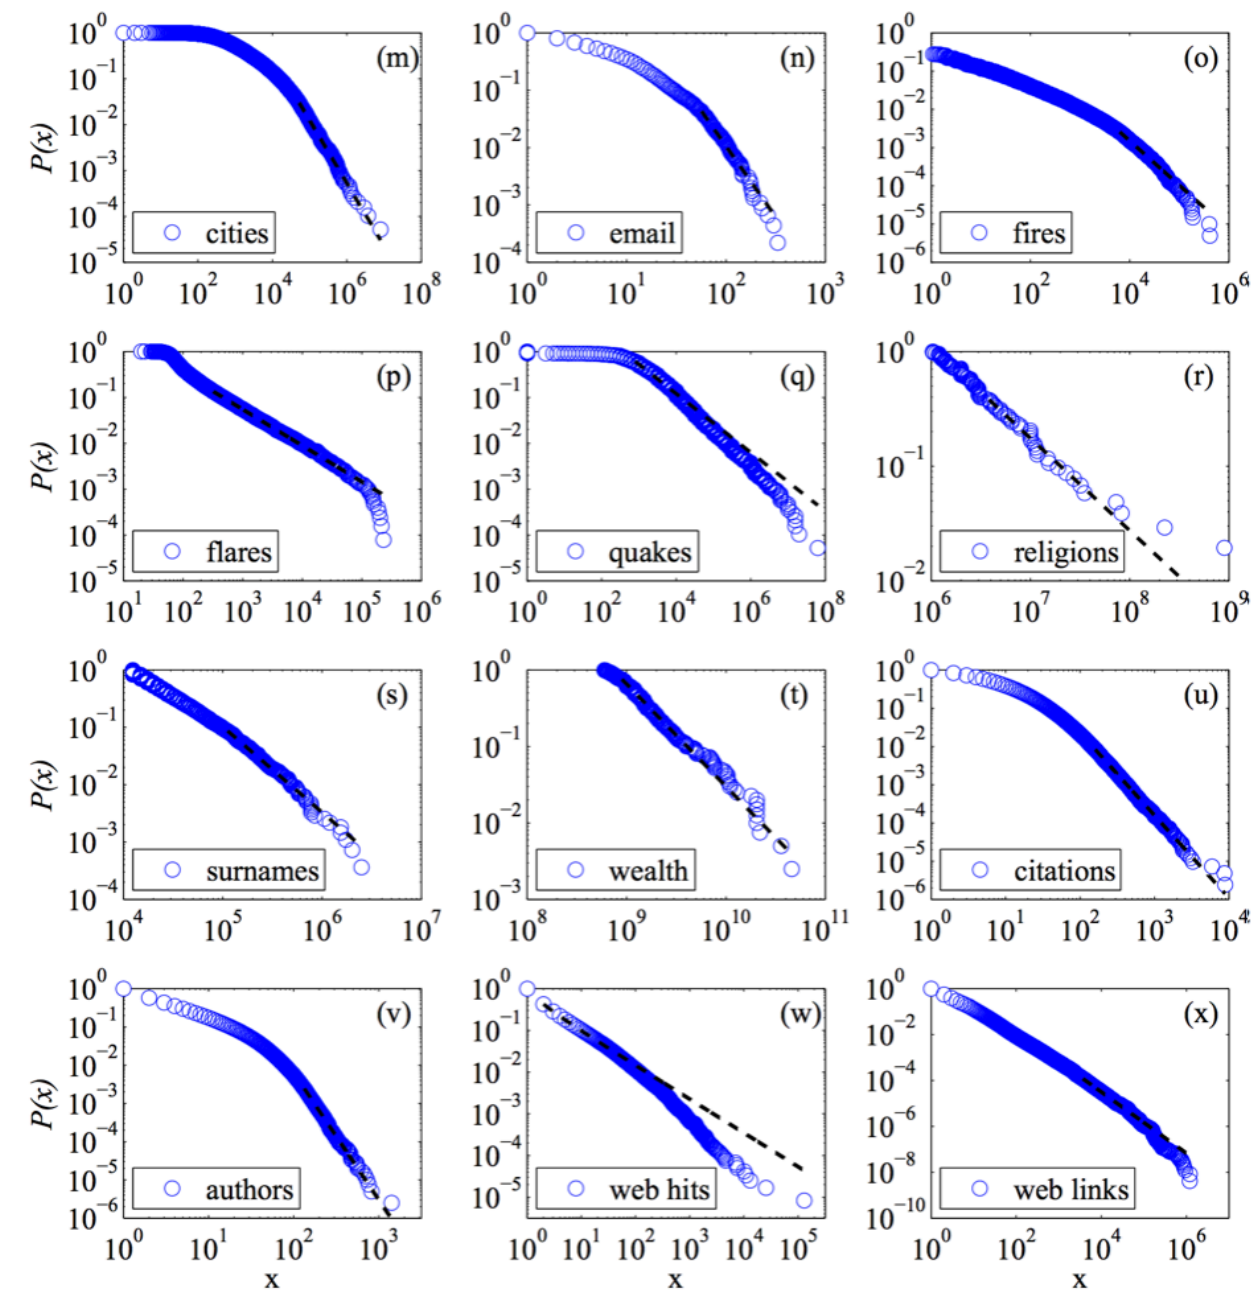 10^0 10^-1 10^-2 10^-3 10^-4 10^-5
P(x)
(m)
cities
10^0 10^2 10^4 10^6 10^8
10^0 10^-1 10^-2 10^-3 10^-4
(n)
email
10^0 10^1 10^2 10^3
10^0 10^-1 10^-2 10^-3 10^-4 10^-5 10^-6
(o)
fires
10^0 10^2 10^4 10^6
10^0 10^-1 10^-2 10^-3 10^-4 10^-5
P(x)
(p)
flares
10^1 10^2 10^3 10^4 10^5 10^6
10^0 10^-1 10^-2 10^-3 10^-4 10^-5
(q)
quakes
10^0 10^2 10^4 10^6 10^8
10^0 10^-1 10^-2
(r)
religions
10^6 10^7 10^8 10^9
10^0 10^-1 10^-2 10^-3 10^-4
P(x)
(s)
surnames
10^4 10^5 10^6 10^7
10^0 10^-1 10^-2 10^-3
(t)
wealth
10^8 10^9 10^10 10^11
10^0 10^-1 10^-2 10^-3 10^-4 10^-5 10^-6
(u)
citations
10^0 10^1 10^2 10^3 10^4
10^0 10^-1 10^-2 10^-3 10^-4 10^-5 10^-6
P(x)
(v)
authors
10^0 10^1 10^2 10^3
x
10^0 10^-1 10^-2 10^-3 10^-4 10^-5
(w)
web hits
10^0 10^1 10^2 10^3 10^4 10^5
10^0 10^-2 10^-4 10^-6 10^-8 10^-10
(x)
web links
10^0 10^2 10^4 10^6
x